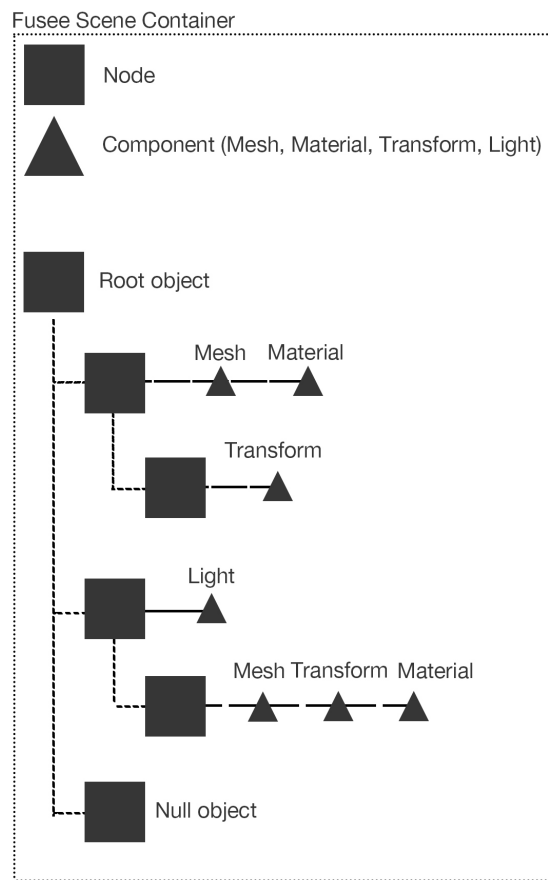 Fusee Scene Container
Node
Component (Mesh, Material, Transform, Light)
Root object
Mesh Material
Transform
Light
Mesh Transform Material
Null object